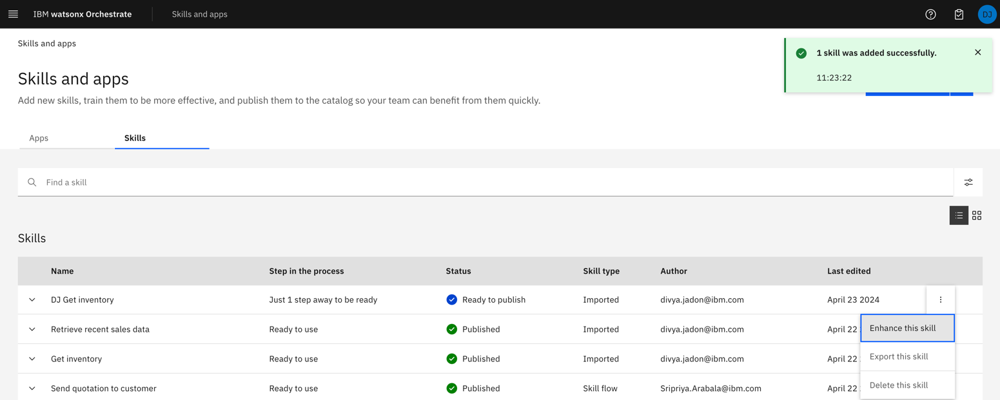 IBM watsonx Orchestrate Skills and apps DJ
Skills and apps
1 skill was added successfully.
11:23:22
Skills and apps
Add new skills, train them to be more effective, and publish them to the catalog so your team can benefit from them quickly.
Apps Skills
Find a skill
Skills
Name Step in the process Status Skill type Author Last edited
DJ Get inventory Just 1 step away to be ready Ready to publish Imported divya.jadon@ibm.com April 23 2024
Retrieve recent sales data Ready to use Published Imported divya.jadon@ibm.com April 22
Enhance this skill
Get inventory Ready to use Published Imported divya.jadon@ibm.com April 22
Export this skill
Send quotation to customer Ready to use Published Skill flow Sripriya.Arabala@ibm.com April 22
Delete this skill